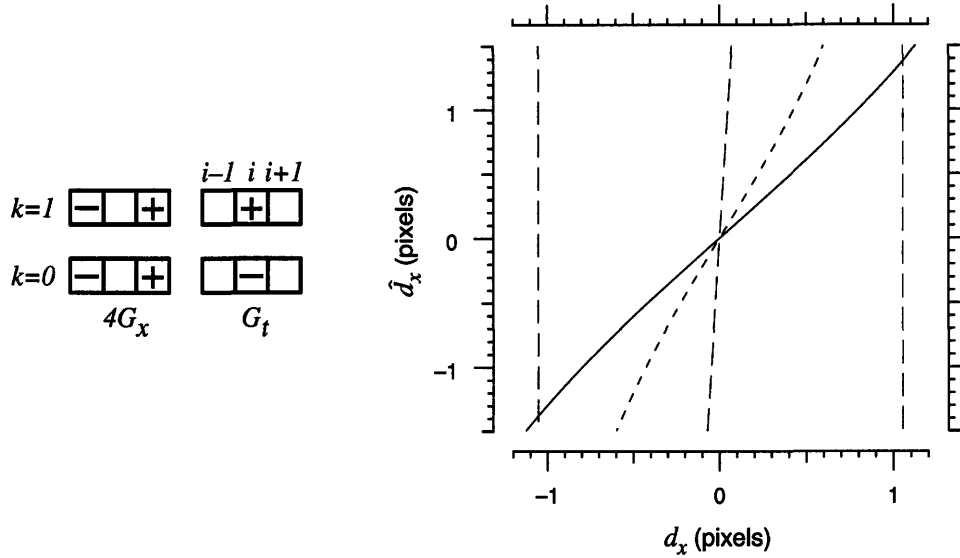 i–1 i i+1
k=1 − + +
k=0 − + −
4Gx Gt
1
0
−1
d̂x (pixels)
−1 0 1
dx (pixels)